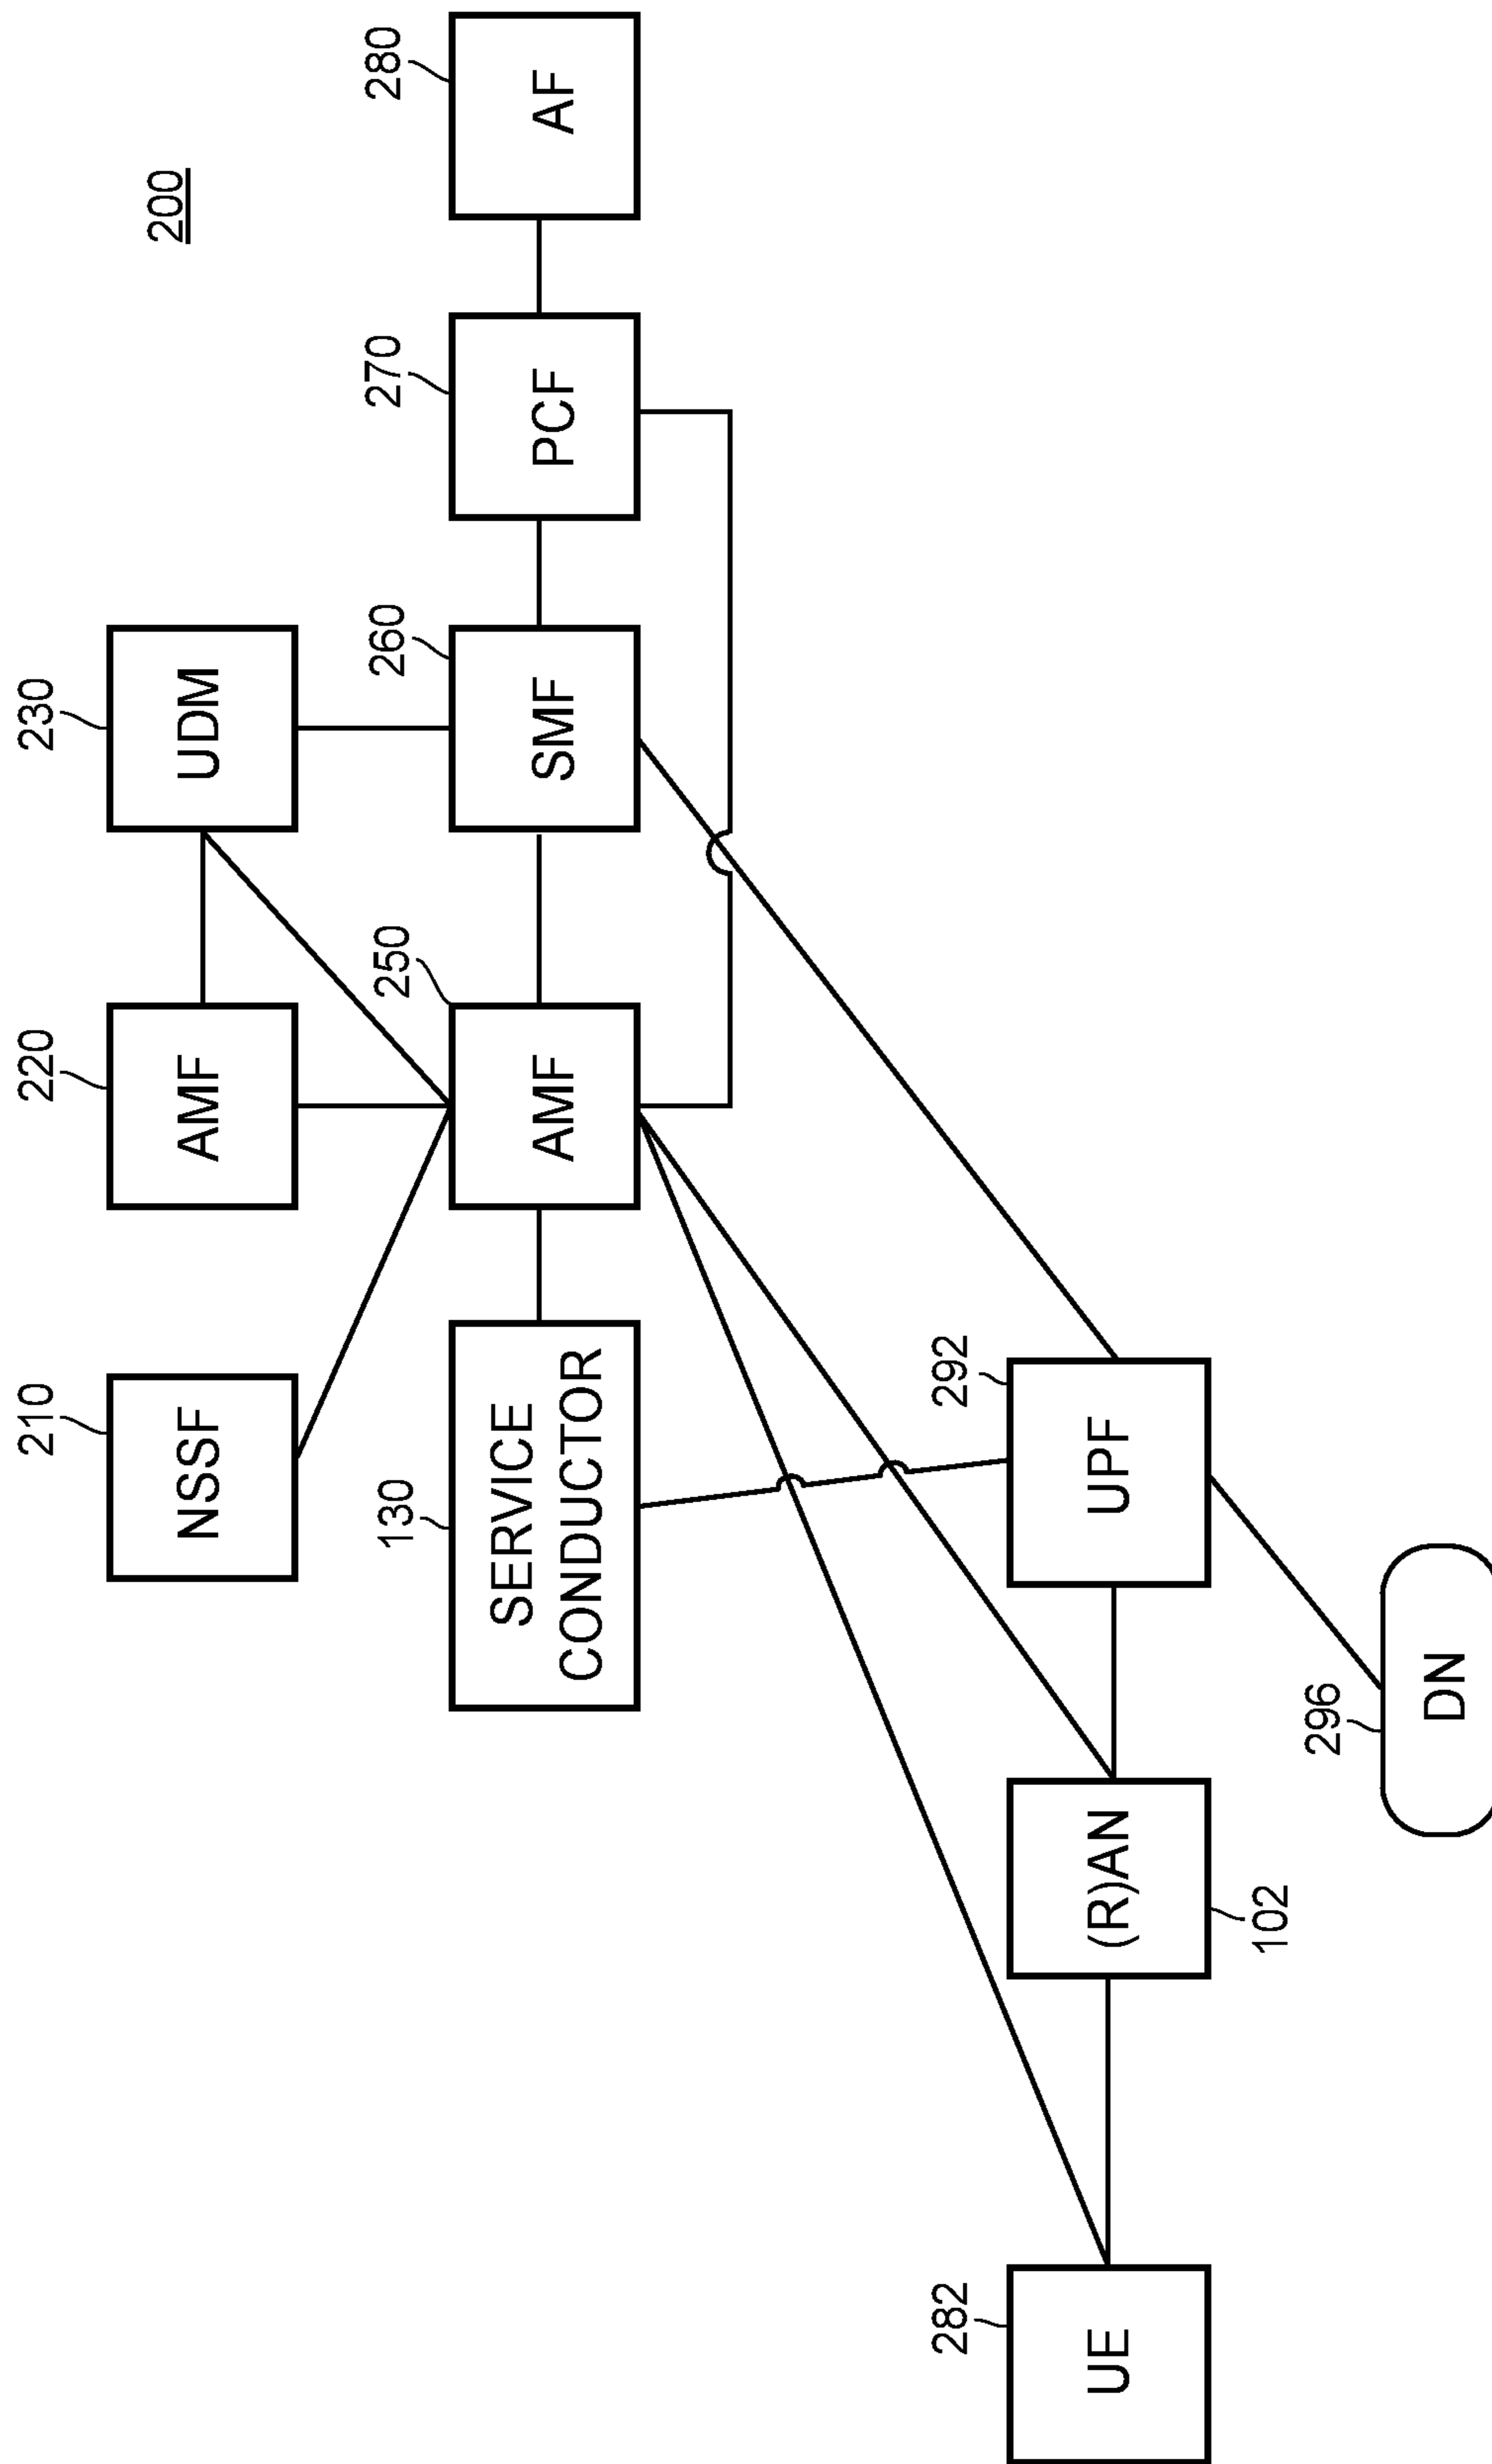 210
220
230
200
NSSF
AMF
UDM
130
250
260
270
280
SERVICE
CONDUCTOR
AMF
SMF
PCF
AF
282
292
UE
(R)AN
UPF
102
296
DN